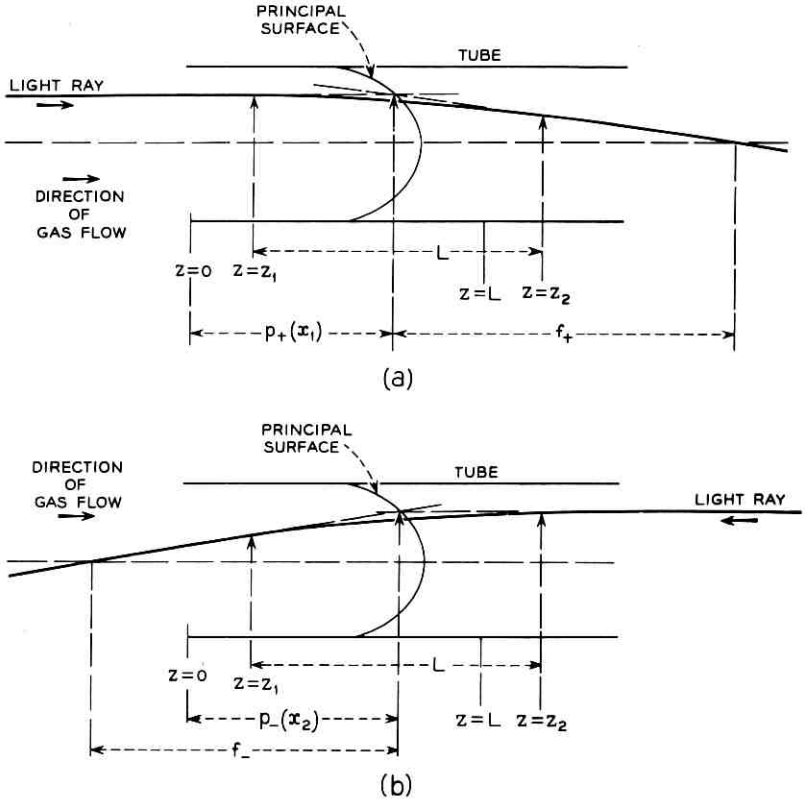 PRINCIPAL
SURFACE
TUBE
LIGHT RAY
DIRECTION
OF
GAS FLOW
L
z=0
z=z₁
z=L
z=z₂
p₊(x₁)
f₊
(a)
PRINCIPAL
SURFACE
DIRECTION
OF
GAS FLOW
TUBE
LIGHT RAY
L
z=0
z=z₁
z=L
z=z₂
p₋(x₂)
f₋
(b)